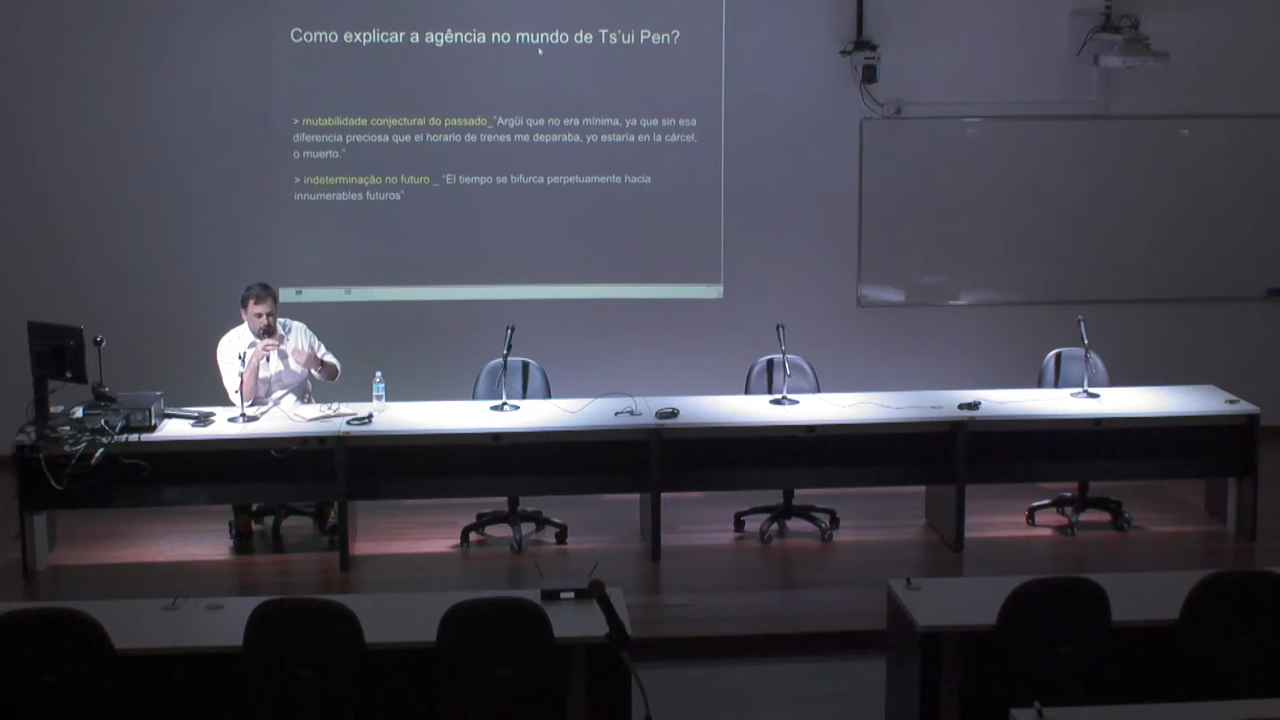 Como explicar a agência no mundo de Ts'ui Pen?
> mutabilidade conjectural do passado_"Argüí que no era mínima, ya que sin esa
diferencia preciosa que el horario de trenes me deparaba, yo estaría en la cárcel,
o muerto."
> indeterminação no futuro _ "El tiempo se bifurca perpetuamente hacia
innumerables futuros"